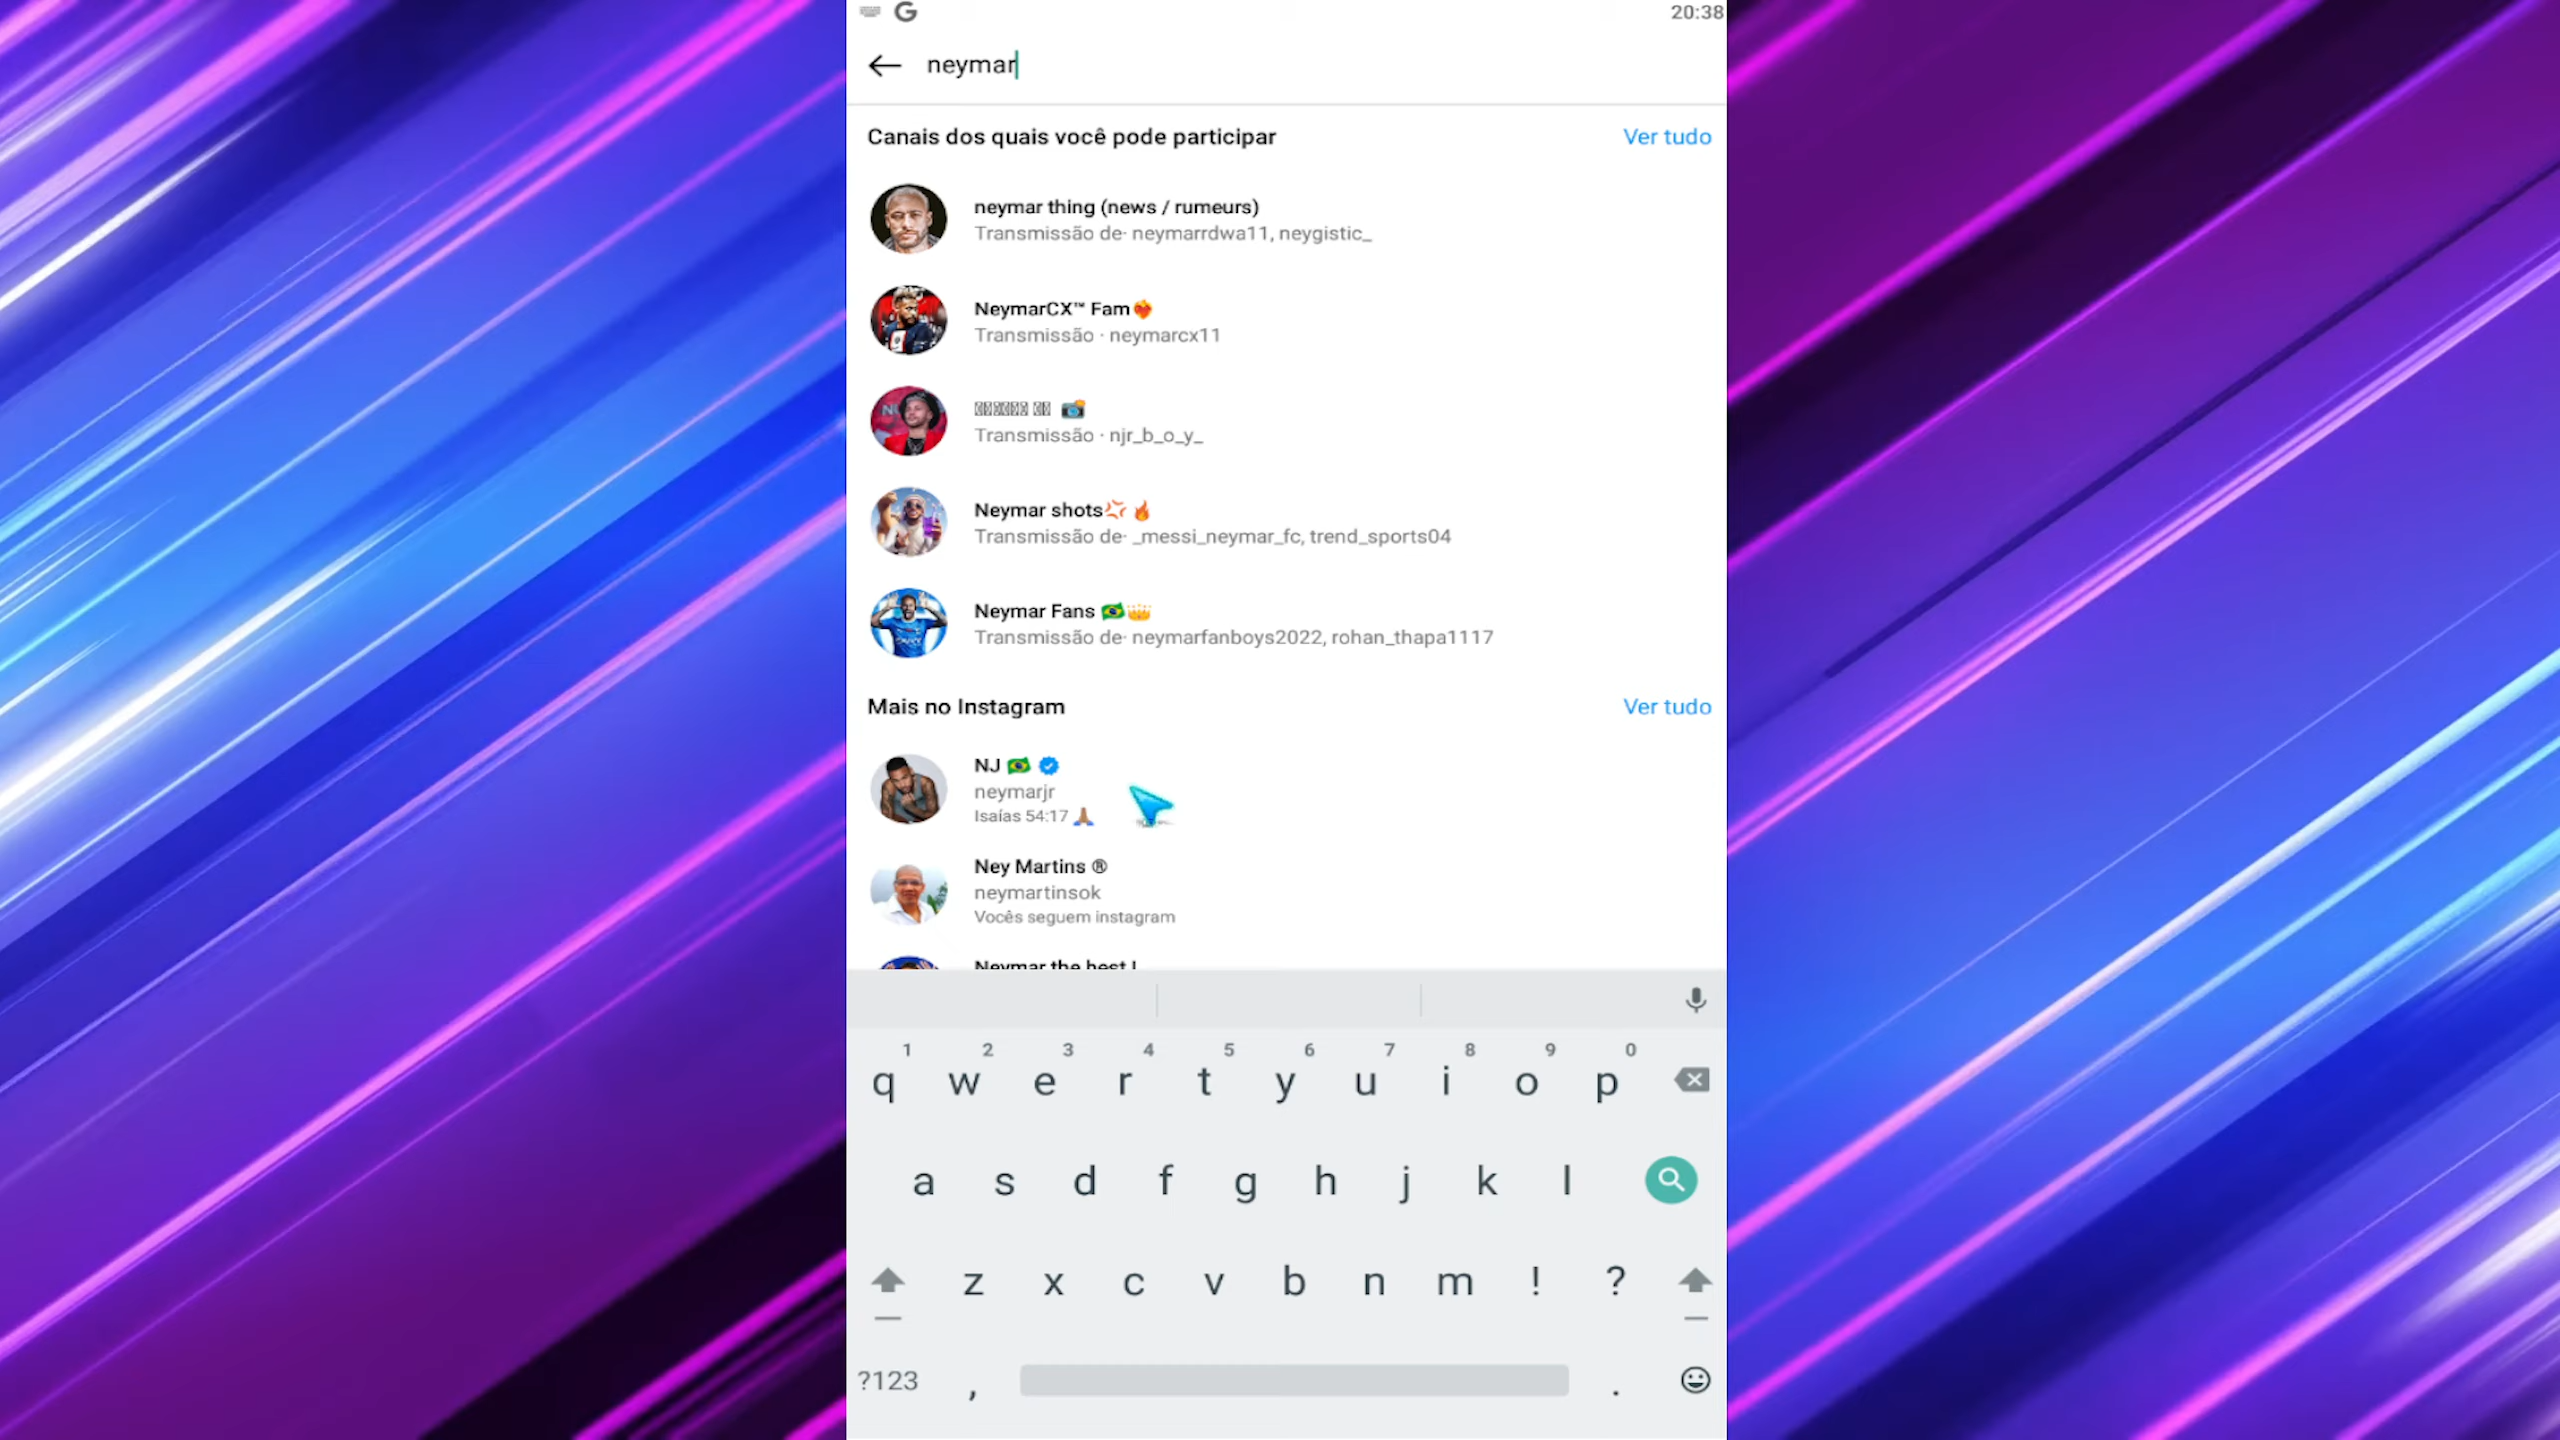 20:38
neymar
Canais dos quais você pode participar
Ver tudo
neymar thing (news / rumeurs)
Transmissão de· neymarrdwa11, neygistic_
NeymarCX™ Fam❤️‍🔥
Transmissão · neymarcx11
📸
Transmissão · njr_b_o_y_
Neymar shots💢🔥
Transmissão de· _messi_neymar_fc, trend_sports04
Neymar Fans 🇧🇷👑
Transmissão de· neymarfanboys2022, rohan_thapa1117
Mais no Instagram
Ver tudo
NJ 🇧🇷
neymarjr
Isaías 54:17🙏🏽
Ney Martins ®
neymartinsok
Vocês seguem instagram
Neymar the best
1 2 3 4 5 6 7 8 9 0
q w e r t y u i o p
a s d f g h j k l
z x c v b n m ! ?
?123 , .